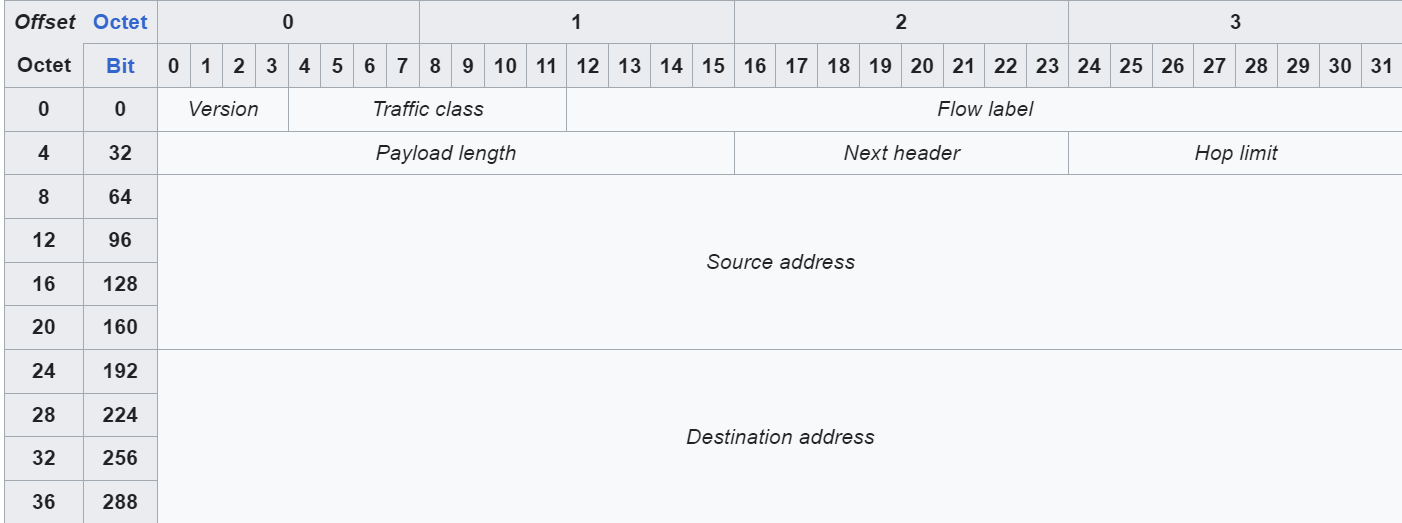 Offset Octet 0 1 2 3
Octet Bit 0 1 2 3 4 5 6 7 8 9 10 11 12 13 14 15 16 17 18 19 20 21 22 23 24 25 26 27 28 29 30 31
0 0 Version Traffic class Flow label
4 32 Payload length Next header Hop limit
8 64
12 96
Source address
16 128
20 160
24 192
28 224
Destination address
32 256
36 288